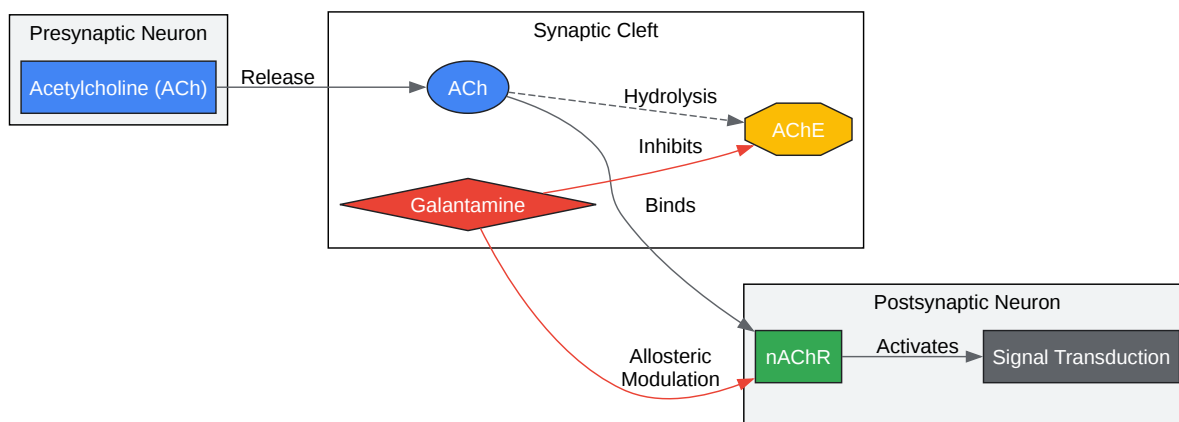 Presynaptic Neuron
Acetylcholine (ACh)
Release
Synaptic Cleft
ACh
Hydrolysis
AChE
Inhibits
Galantamine
Binds
Postsynaptic Neuron
nAChR
Activates
Signal Transduction
Allosteric
Modulation